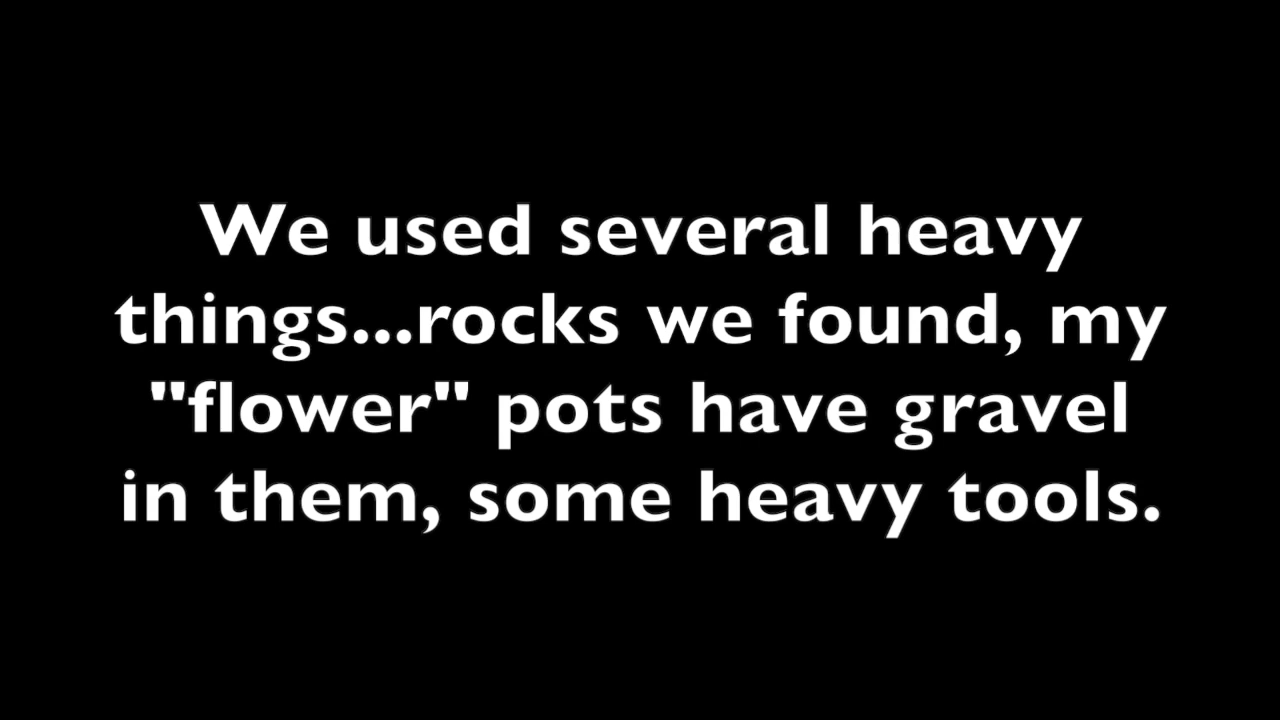 We used several heavy
things...rocks we found, my
"flower" pots have gravel
in them, some heavy tools.